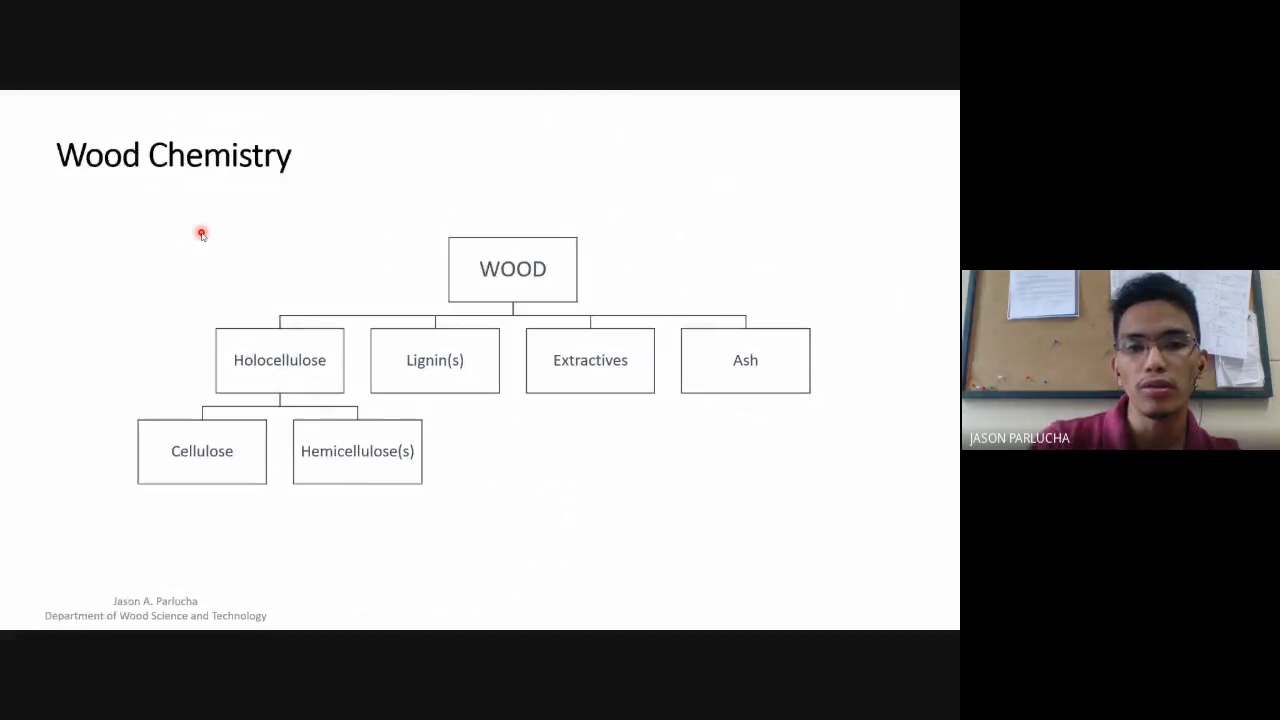 Wood Chemistry
WOOD
Holocellulose
Lignin(s)
Extractives
Ash
Cellulose
Hemicellulose(s)
Jason A. Parlucha
Department of Wood Science and Technology
JASON PARLUCHA